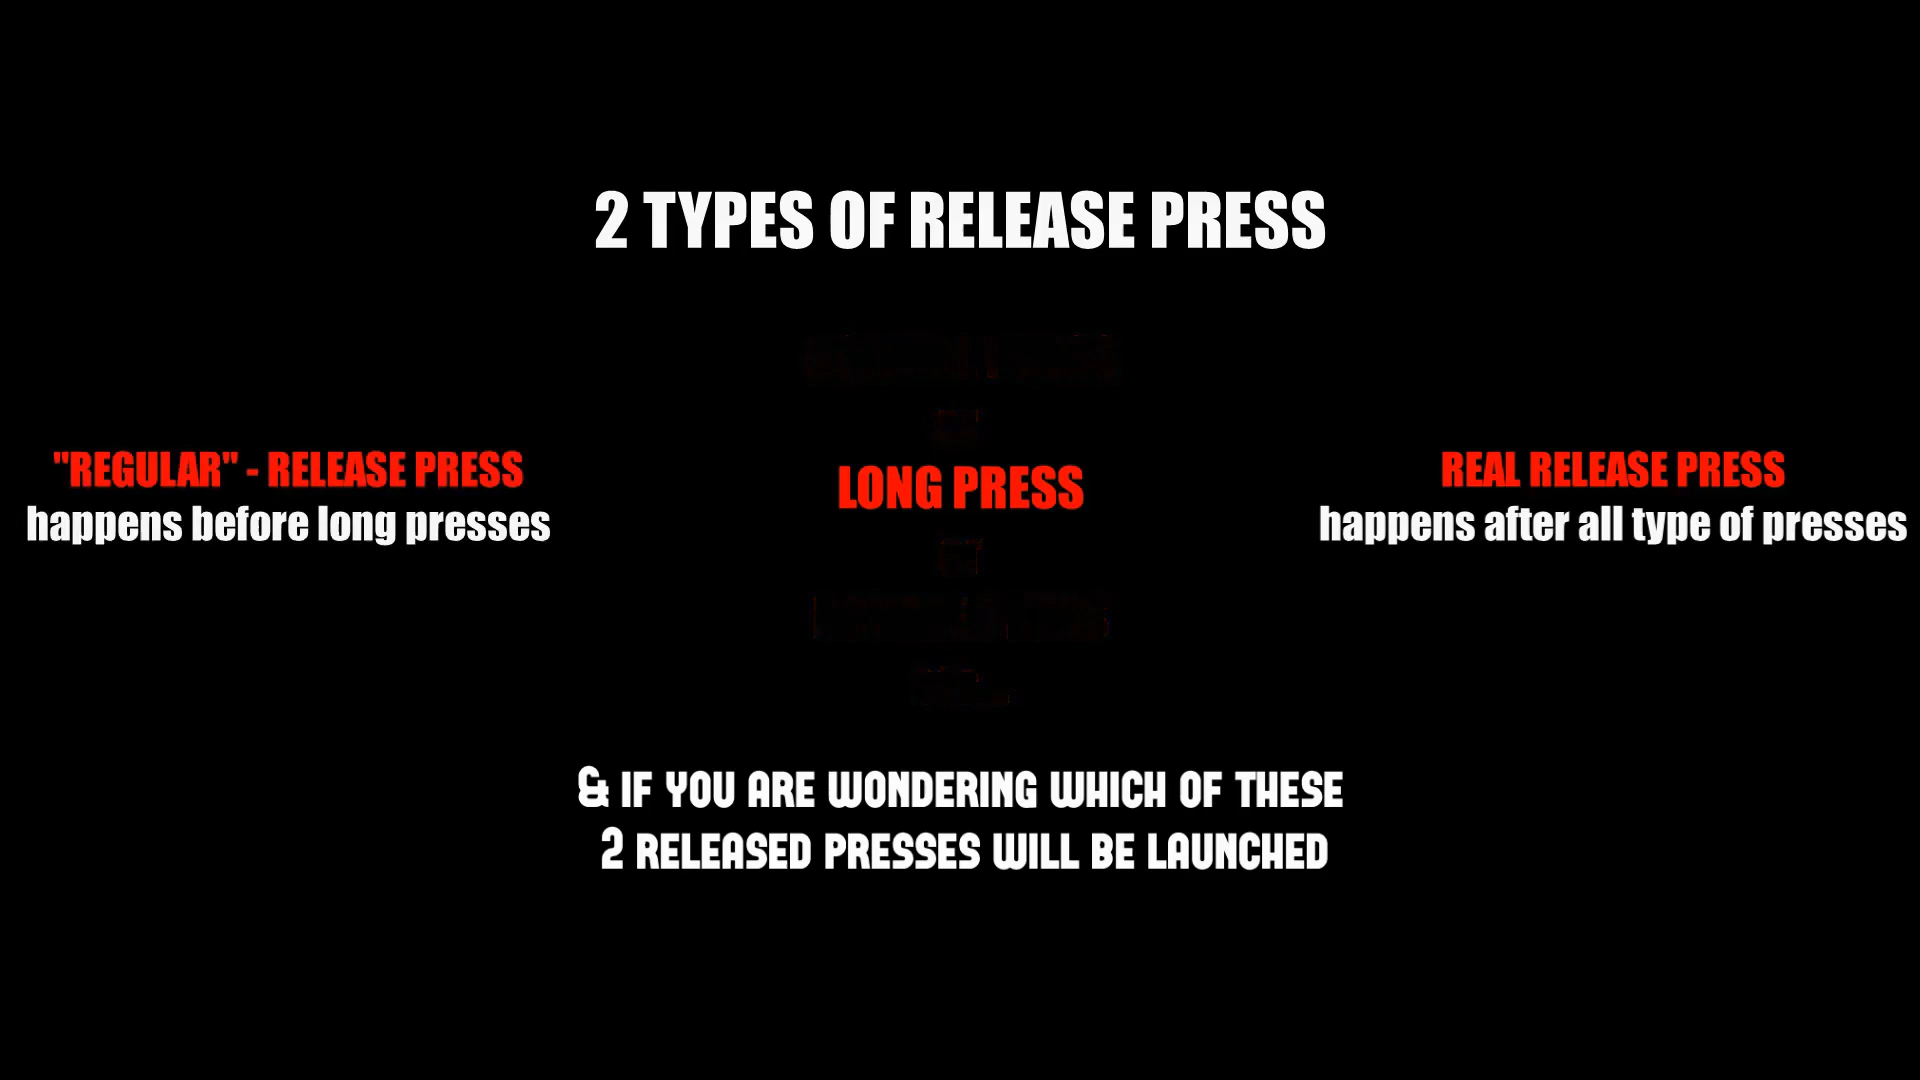 2 TYPES OF RELEASE PRESS
"REGULAR" - RELEASE PRESS
happens before long presses
LONG PRESS
REAL RELEASE PRESS
happens after all type of presses
& IF YOU ARE WONDERING WHICH OF THESE
2 RELEASED PRESSES WILL BE LAUNCHED